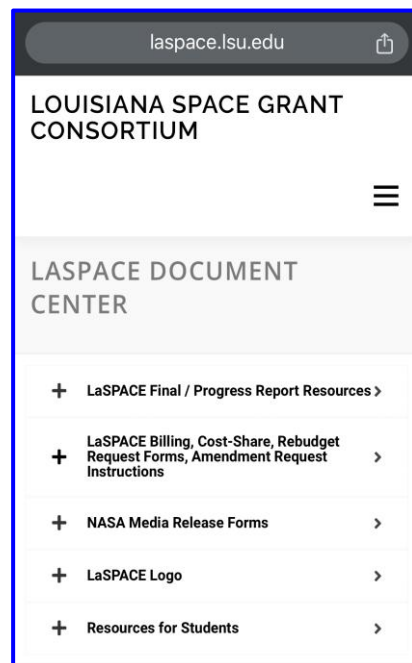 laspace.lsu.edu
LOUISIANA SPACE GRANT
CONSORTIUM
LASPACE DOCUMENT
CENTER
LaSPACE Final / Progress Report Resources
LaSPACE Billing, Cost-Share, Rebudget
Request Forms, Amendment Request
Instructions
NASA Media Release Forms
LaSPACE Logo
Resources for Students